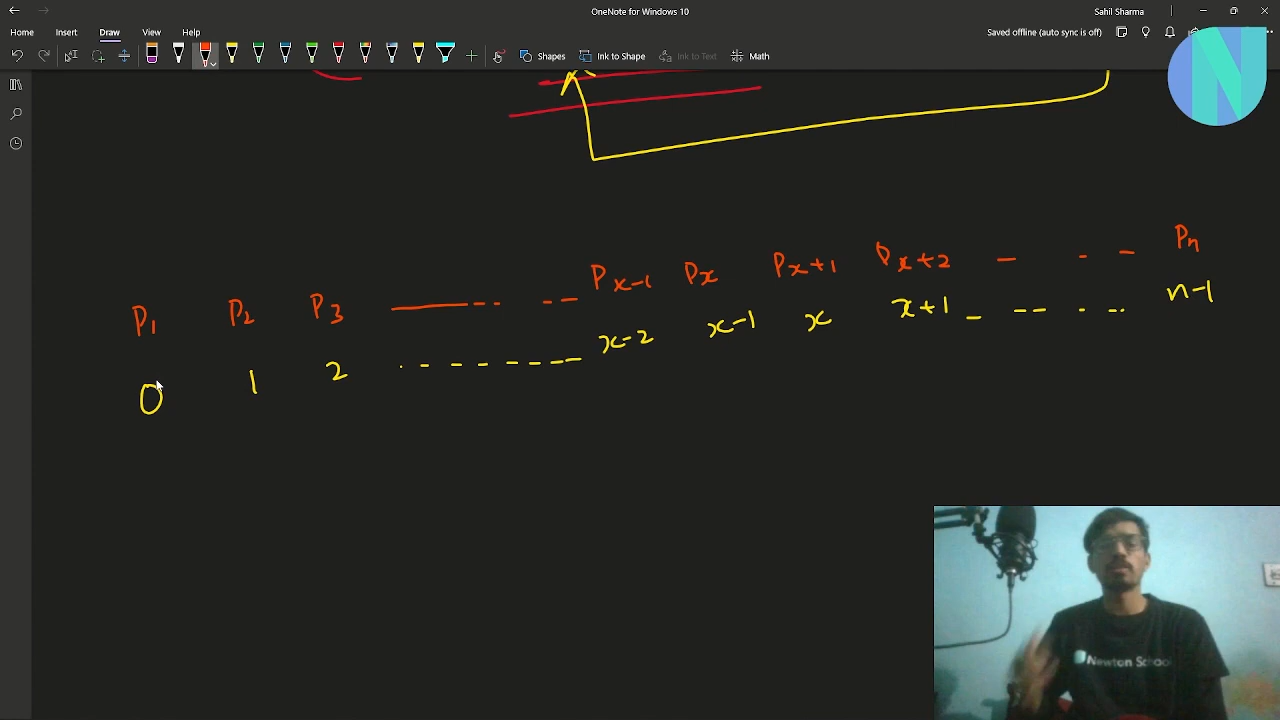 OneNote for Windows 10
Sahil Sharma
Home Insert Draw View Help
Saved offline (auto sync is off)
Shapes Ink to Shape Ink to Text Math
P1 P2 P3 ——— -- -- Px-1 Px Px+1 Px+2 — - - Pn
0 1 2 . - - - - - - - x-2 x-1 x x+1 - -- - .. n-1
Newton School